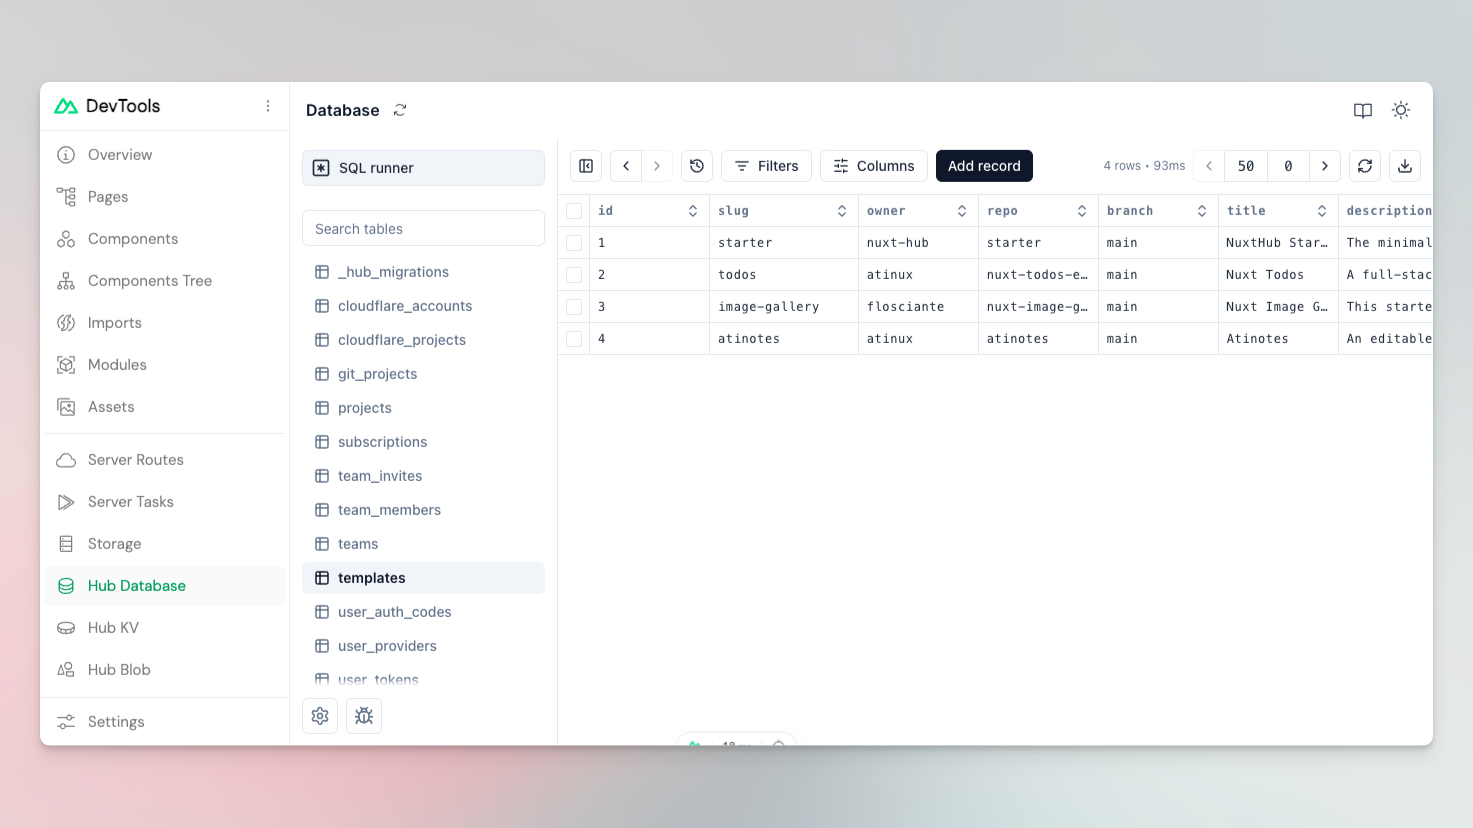 DevTools
Overview
Pages
Components
Components Tree
Imports
Modules
Assets
Server Routes
Server Tasks
Storage
Hub Database
Hub KV
Hub Blob
Settings
Database
SQL runner
Search tables
_hub_migrations
cloudflare_accounts
cloudflare_projects
git_projects
projects
subscriptions
team_invites
team_members
teams
templates
user_auth_codes
user_providers
user_tokens
Filters Columns Add record 4 rows • 93ms 50 0
id slug owner repo branch title description
1 starter nuxt-hub starter main NuxtHub Star… The minimal
2 todos atinux nuxt-todos-e… main Nuxt Todos A full-stac
3 image-gallery flosciante nuxt-image-g… main Nuxt Image G… This starte
4 atinotes atinux atinotes main Atinotes An editable